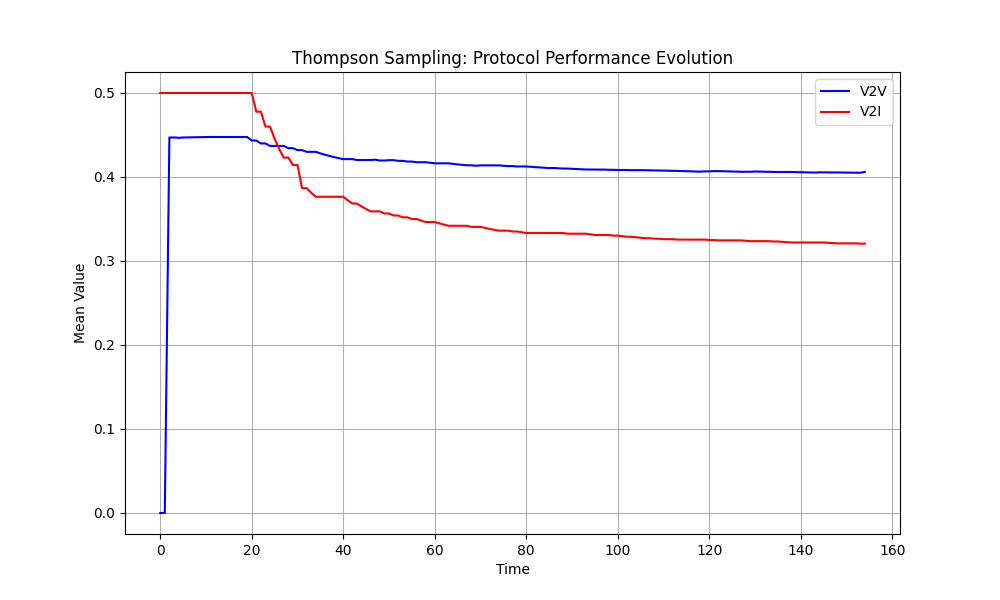 Thompson Sampling: Protocol Performance Evolution
V2V
V2I
Mean Value
0.5
0.4
0.3
0.2
0.1
0.0
0 20 40 60 80 100 120 140 160
Time